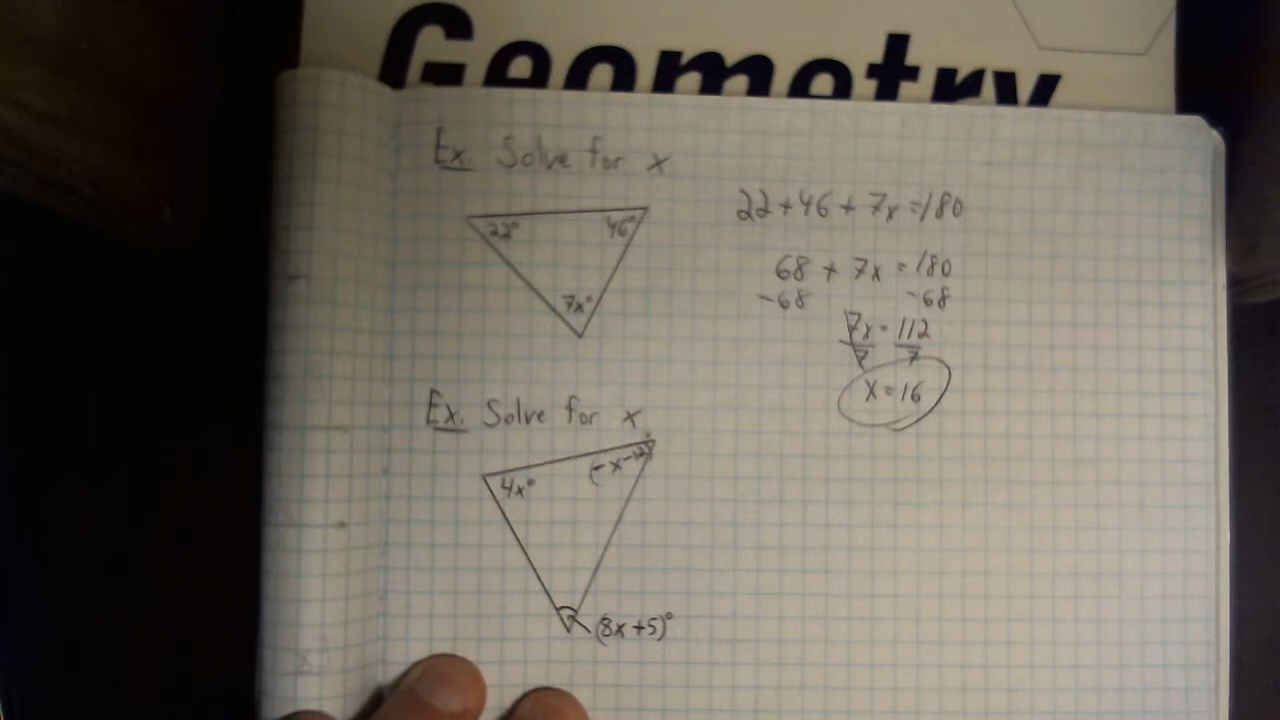 Geometry
Ex. Solve for x
22° 46°
7x°
22+46+7x=180
68 + 7x = 180
-68 -68
7x = 112
7 7
x=16
Ex. Solve for x
4x°
(8x+5)°